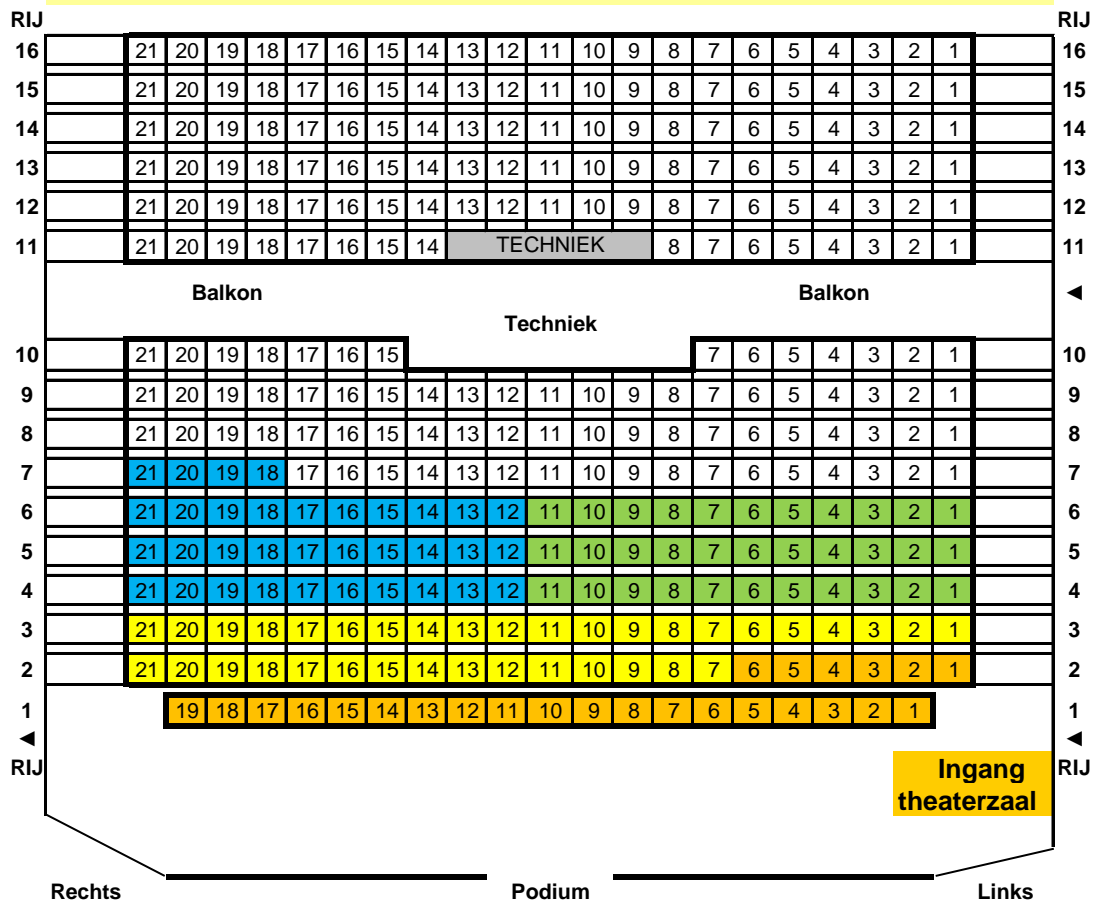 RIJ RIJ
16 21 20 19 18 17 16 15 14 13 12 11 10 9 8 7 6 5 4 3 2 1 16
15 21 20 19 18 17 16 15 14 13 12 11 10 9 8 7 6 5 4 3 2 1 15
14 21 20 19 18 17 16 15 14 13 12 11 10 9 8 7 6 5 4 3 2 1 14
13 21 20 19 18 17 16 15 14 13 12 11 10 9 8 7 6 5 4 3 2 1 13
12 21 20 19 18 17 16 15 14 13 12 11 10 9 8 7 6 5 4 3 2 1 12
11 21 20 19 18 17 16 15 14 TECHNIEK 8 7 6 5 4 3 2 1 11
Balkon Balkon ◄
Techniek
10 21 20 19 18 17 16 15 7 6 5 4 3 2 1 10
9 21 20 19 18 17 16 15 14 13 12 11 10 9 8 7 6 5 4 3 2 1 9
8 21 20 19 18 17 16 15 14 13 12 11 10 9 8 7 6 5 4 3 2 1 8
7 21 20 19 18 17 16 15 14 13 12 11 10 9 8 7 6 5 4 3 2 1 7
6 21 20 19 18 17 16 15 14 13 12 11 10 9 8 7 6 5 4 3 2 1 6
5 21 20 19 18 17 16 15 14 13 12 11 10 9 8 7 6 5 4 3 2 1 5
4 21 20 19 18 17 16 15 14 13 12 11 10 9 8 7 6 5 4 3 2 1 4
3 21 20 19 18 17 16 15 14 13 12 11 10 9 8 7 6 5 4 3 2 1 3
2 21 20 19 18 17 16 15 14 13 12 11 10 9 8 7 6 5 4 3 2 1 2
1 19 18 17 16 15 14 13 12 11 10 9 8 7 6 5 4 3 2 1 1
◄ ◄
RIJ Ingang RIJ
theaterzaal
Rechts Podium Links